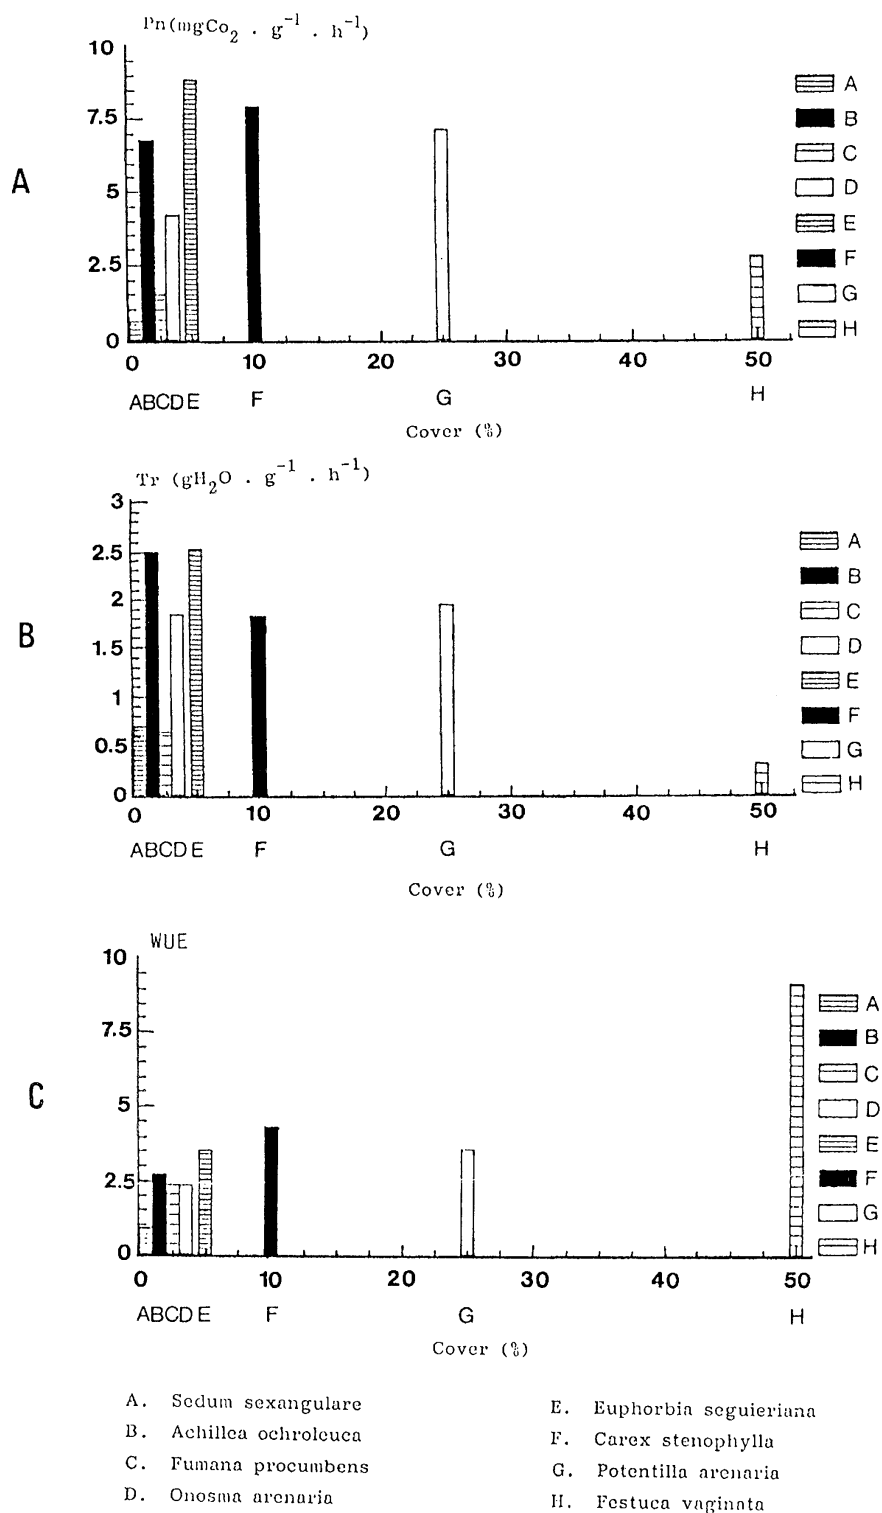 Pn(mgCo2 . g-1 . h-1)
10
7.5
5
2.5
0
A
A
B
C
D
E
F
G
H
0 10 20 30 40 50
ABCDE F G H
Cover (%)
Tr (gH2O . g-1 . h-1)
3
2.5
2
1.5
1
0.5
0
B
A
B
C
D
E
F
G
H
0 10 20 30 40 50
ABCDE F G H
Cover (%)
WUE
10
7.5
5
2.5
0
C
A
B
C
D
E
F
G
H
0 10 20 30 40 50
ABCDE F G H
Cover (%)
A. Sedum sexangulare
B. Achillea ochroleuca
C. Fumana procumbens
D. Onosma arenaria
E. Euphorbia seguieriana
F. Carex stenophylla
G. Potentilla arenaria
H. Festuca vaginata